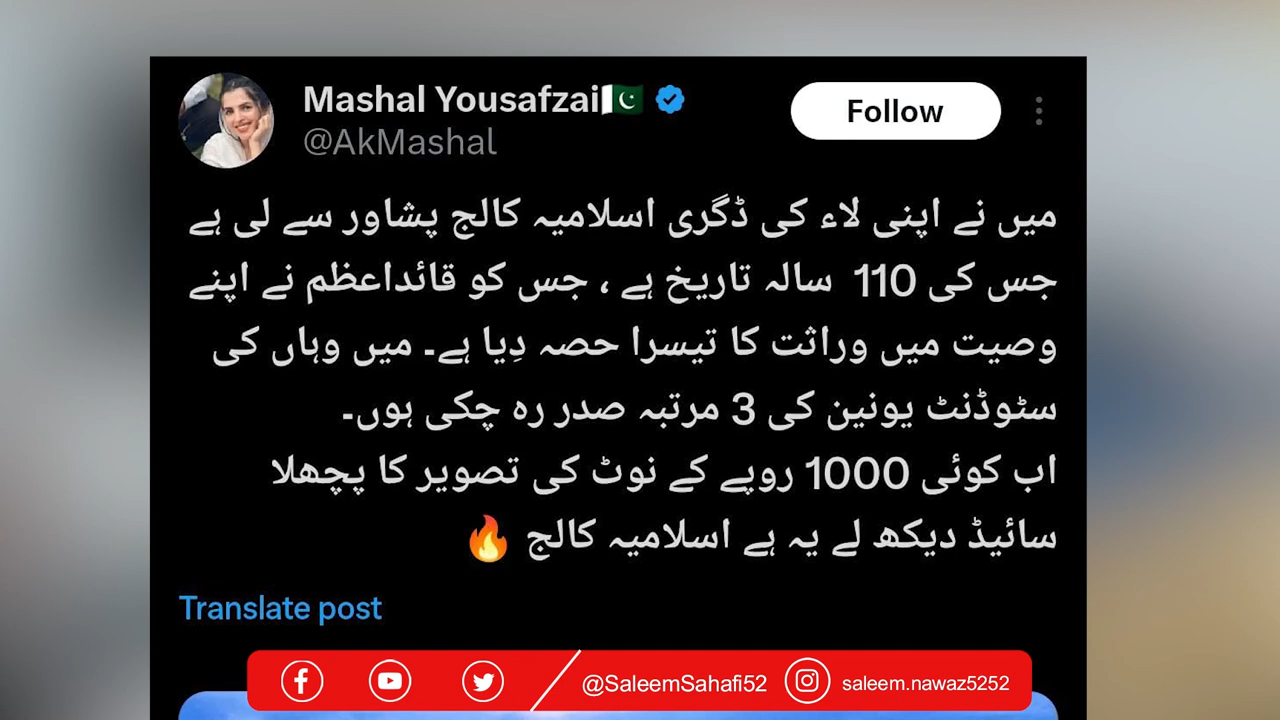 Mashal Yousafzai🇵🇰
@AkMashal
Follow
میں نے اپنی لاء کی ڈگری اسلامیہ کالج پشاور سے لی ہے
جس کی 110 سالہ تاریخ ہے ، جس کو قائداعظم نے اپنے
وصیت میں وراثت کا تیسرا حصہ دِیا ہے۔ میں وہاں کی
سٹوڈنٹ یونین کی 3 مرتبہ صدر رہ چکی ہوں۔
اب کوئی 1000 روپے کے نوٹ کی تصویر کا پچھلا
سائیڈ دیکھ لے یہ ہے اسلامیہ کالج 🔥
Translate post
@SaleemSahafi52 saleem.nawaz5252